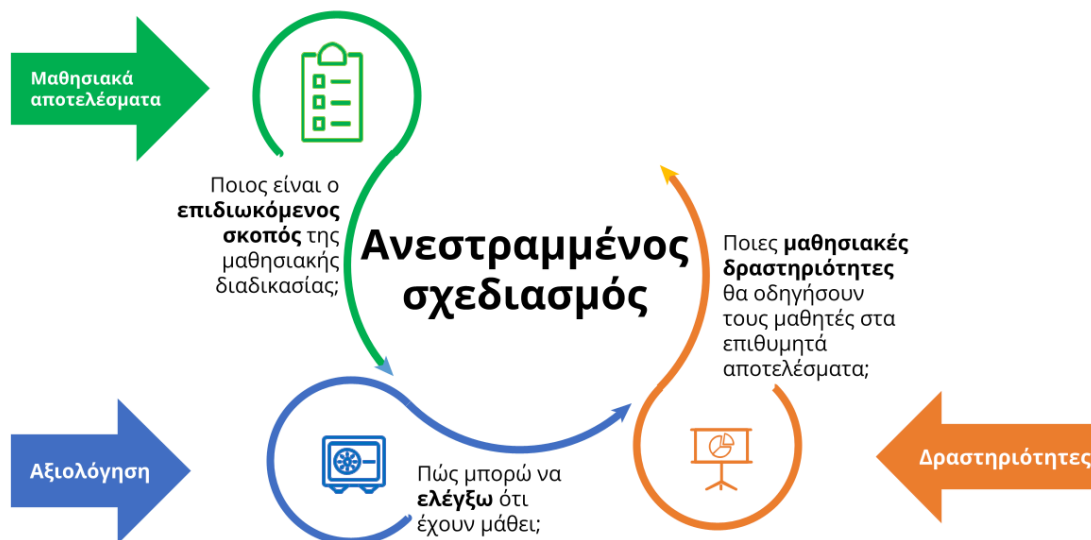 Μαθησιακά
αποτελέσματα
Ποιος είναι ο
επιδιωκόμενος
σκοπός της
μαθησιακής
διαδικασίας;
Ανεστραμμένος
σχεδιασμός
Ποιες μαθησιακές
δραστηριότητες
θα οδηγήσουν
τους μαθητές στα
επιθυμητά
αποτελέσματα;
Αξιολόγηση
Πώς μπορώ να
ελέγξω ότι
έχουν μάθει;
Δραστηριότητες